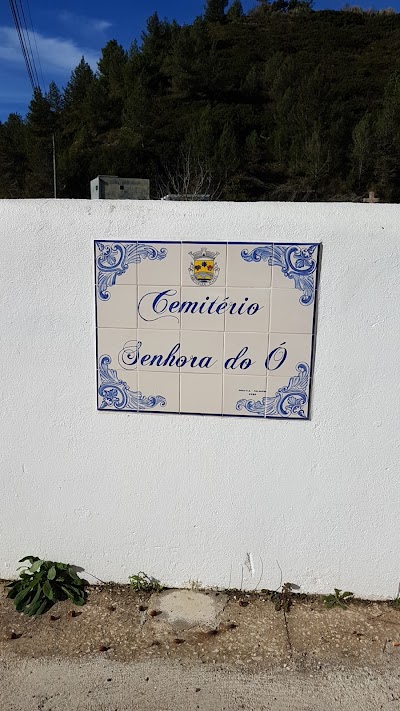 Cemitério
Senhora do Ó